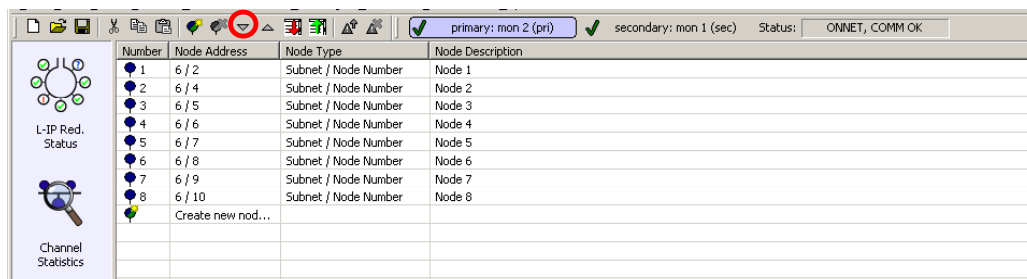 primary: mon 2 (pri) secondary: mon 1 (sec) Status: ONNET, COMM OK
Number Node Address Node Type Node Description
1 6 / 2 Subnet / Node Number Node 1
2 6 / 4 Subnet / Node Number Node 2
3 6 / 5 Subnet / Node Number Node 3
4 6 / 6 Subnet / Node Number Node 4
5 6 / 7 Subnet / Node Number Node 5
6 6 / 8 Subnet / Node Number Node 6
7 6 / 9 Subnet / Node Number Node 7
8 6 / 10 Subnet / Node Number Node 8
Create new nod...
L-IP Red.
Status
Channel
Statistics